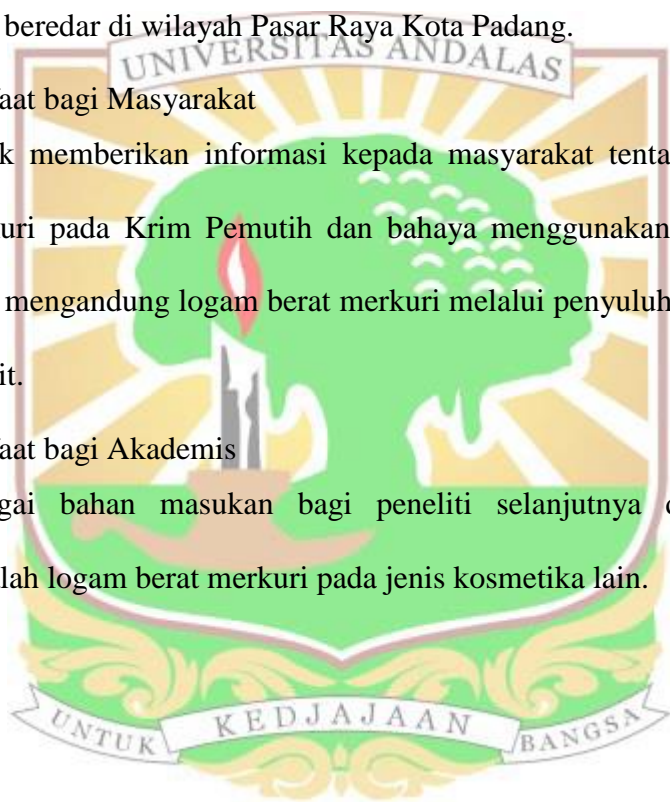 beredar di wilayah Pasar Raya Kota Padang.
UNIVERSITAS ANDALAS
aat bagi Masyarakat
k memberikan informasi kepada masyarakat tenta
uri pada Krim Pemutih dan bahaya menggunakan
mengandung logam berat merkuri melalui penyuluh
it.
aat bagi Akademis
gai bahan masukan bagi peneliti selanjutnya d
lah logam berat merkuri pada jenis kosmetika lain.
UNTUK KEDJAJAAN BANGSA